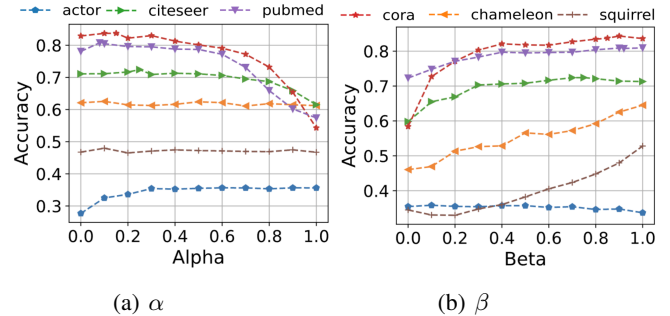 actor citeseer pubmed cora chameleon squirrel
0.8
0.7
0.6
0.5
0.4
0.3
Accuracy
0.0 0.2 0.4 0.6 0.8 1.0
Alpha
0.8
0.7
0.6
0.5
0.4
Accuracy
0.0 0.2 0.4 0.6 0.8 1.0
Beta
(a) α
(b) β